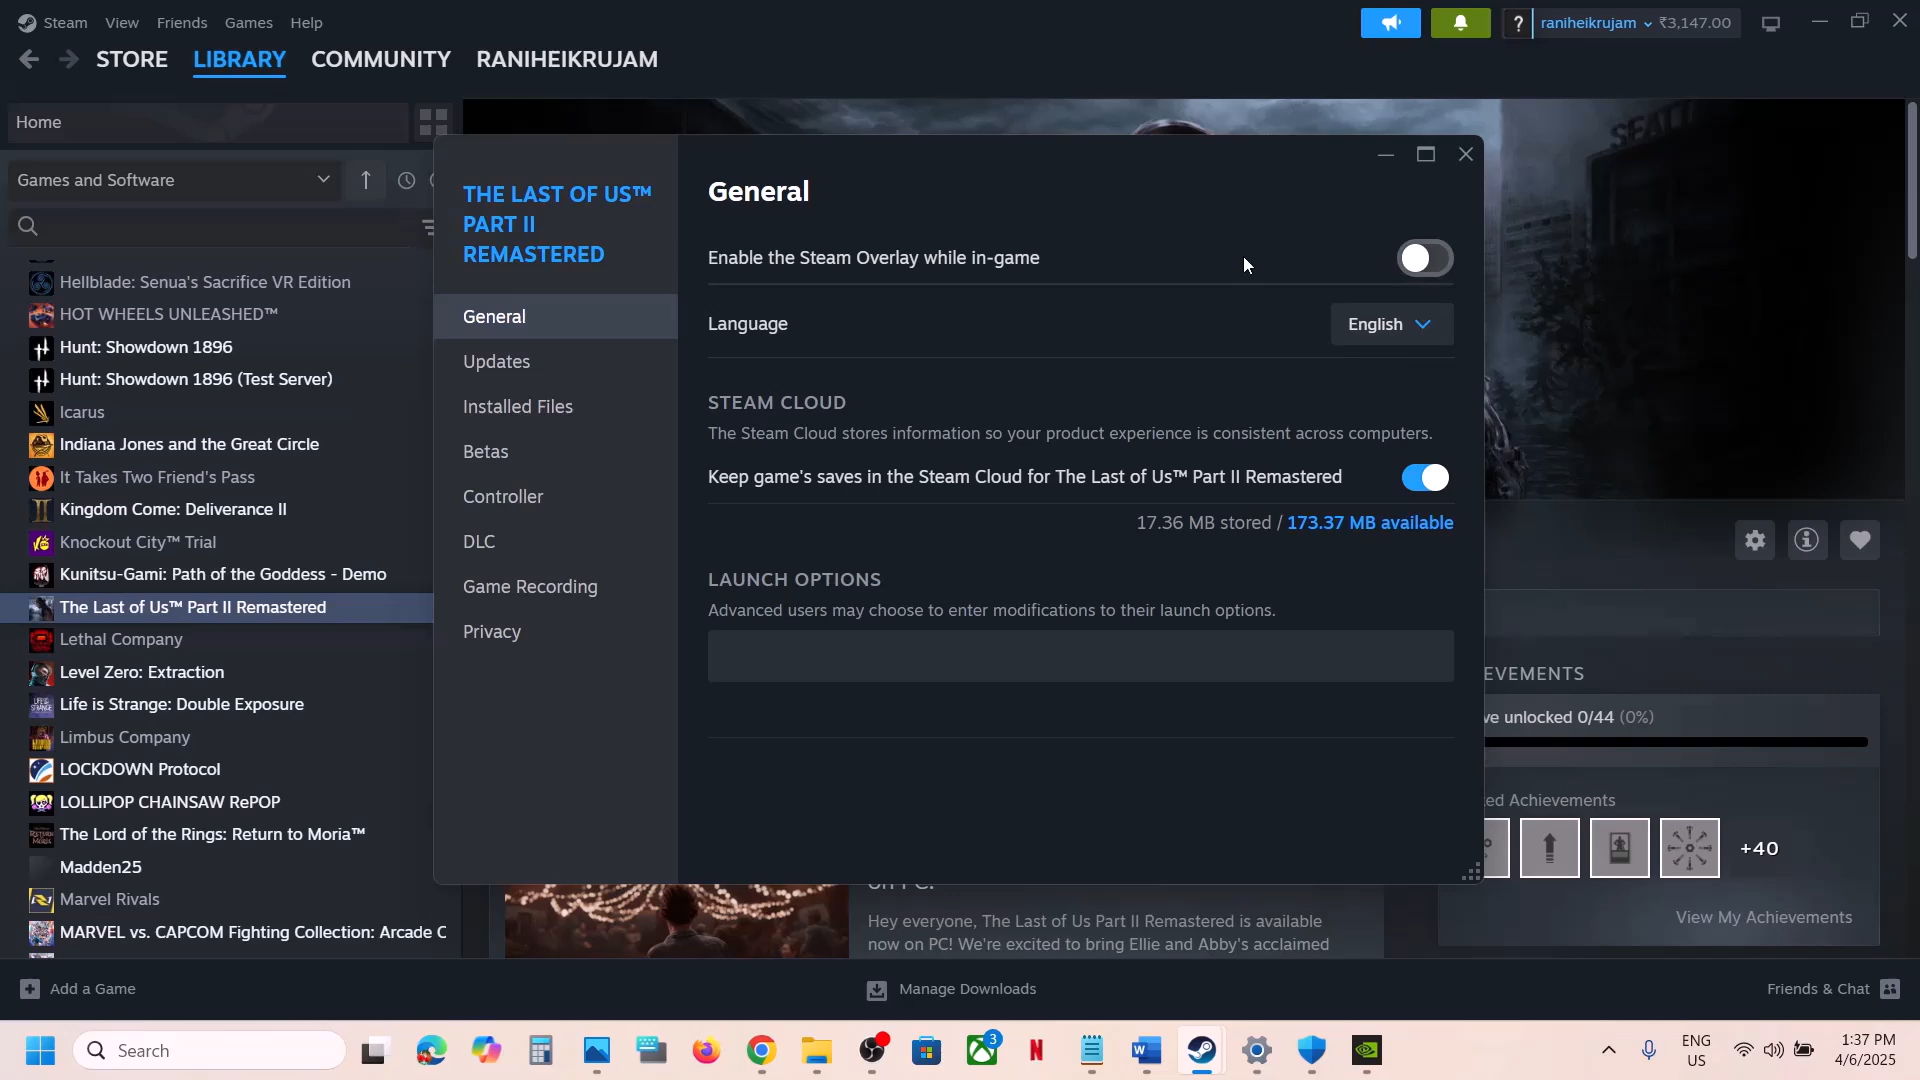 Steam View Friends Games Help
? raniheikrujam ₹3,147.00
STORE LIBRARY COMMUNITY RANIHEIKRUJAM
SEATTL
Home
Games and Software
Hellblade: Senua's Sacrifice VR Edition
HOT WHEELS UNLEASHED™
Hunt: Showdown 1896
Hunt: Showdown 1896 (Test Server)
Icarus
Indiana Jones and the Great Circle
It Takes Two Friend's Pass
Kingdom Come: Deliverance II
Knockout City™ Trial
Kunitsu-Gami: Path of the Goddess - Demo
The Last of Us™ Part II Remastered
Lethal Company
Level Zero: Extraction
Life is Strange: Double Exposure
Limbus Company
LOCKDOWN Protocol
LOLLIPOP CHAINSAW RePOP
The Lord of the Rings: Return to Moria™
Madden25
Marvel Rivals
MARVEL vs. CAPCOM Fighting Collection: Arcade C
THE LAST OF US™
PART II
REMASTERED
General
Updates
Installed Files
Betas
Controller
DLC
Game Recording
Privacy
General
Enable the Steam Overlay while in-game
Language English
STEAM CLOUD
The Steam Cloud stores information so your product experience is consistent across computers.
Keep game's saves in the Steam Cloud for The Last of Us™ Part II Remastered
17.36 MB stored / 173.37 MB available
LAUNCH OPTIONS
Advanced users may choose to enter modifications to their launch options.
EVEMENTS
ve unlocked 0/44 (0%)
ed Achievements
+40
View My Achievements
on PC!
Hey everyone, The Last of Us Part II Remastered is available
now on PC! We're excited to bring Ellie and Abby's acclaimed
Add a Game
Manage Downloads
Friends & Chat
Search
3
ENG
US
1:37 PM
4/6/2025